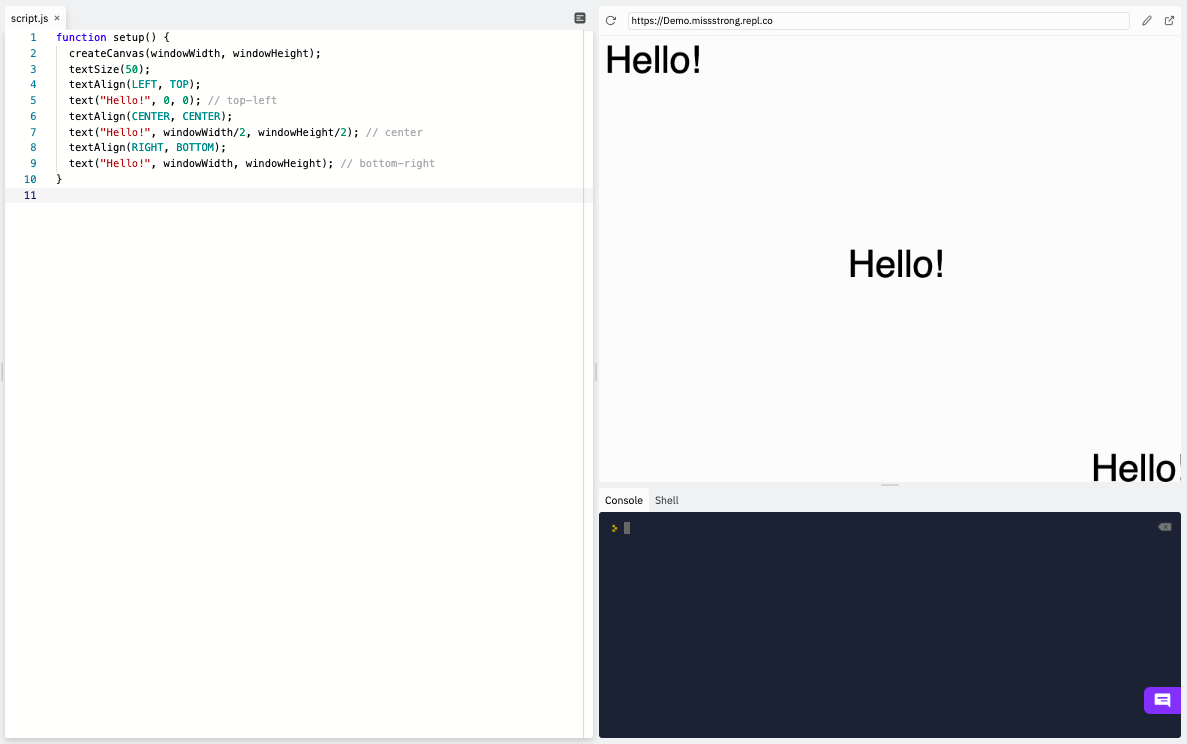 script.js ×
1 function setup() {
2   createCanvas(windowWidth, windowHeight);
3   textSize(50);
4   textAlign(LEFT, TOP);
5   text("Hello!", 0, 0); // top-left
6   textAlign(CENTER, CENTER);
7   text("Hello!", windowWidth/2, windowHeight/2); // center
8   textAlign(RIGHT, BOTTOM);
9   text("Hello!", windowWidth, windowHeight); // bottom-right
10 }
11
https://Demo.missstrong.repl.co
Hello!
Hello!
Hello!
Console Shell